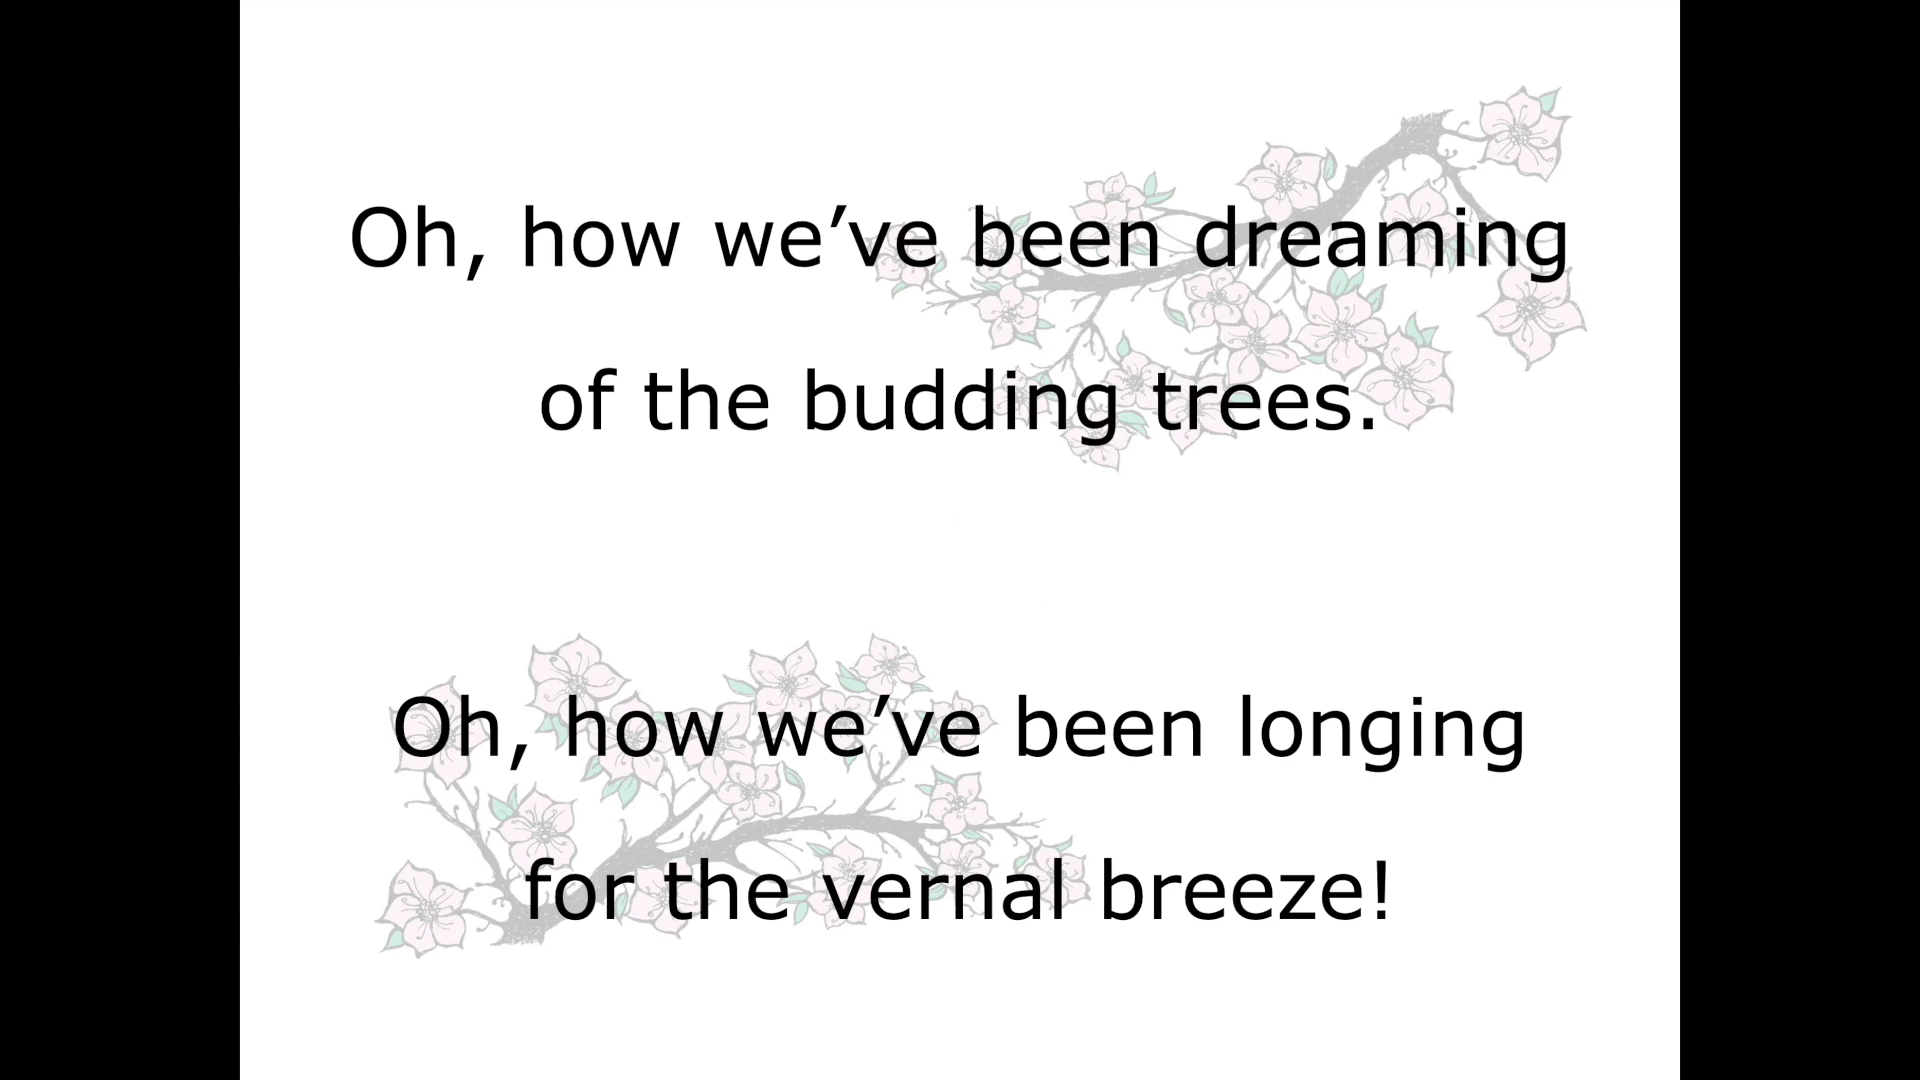 Oh, how we’ve been dreaming
of the budding trees.
Oh, how we’ve been longing
for the vernal breeze!